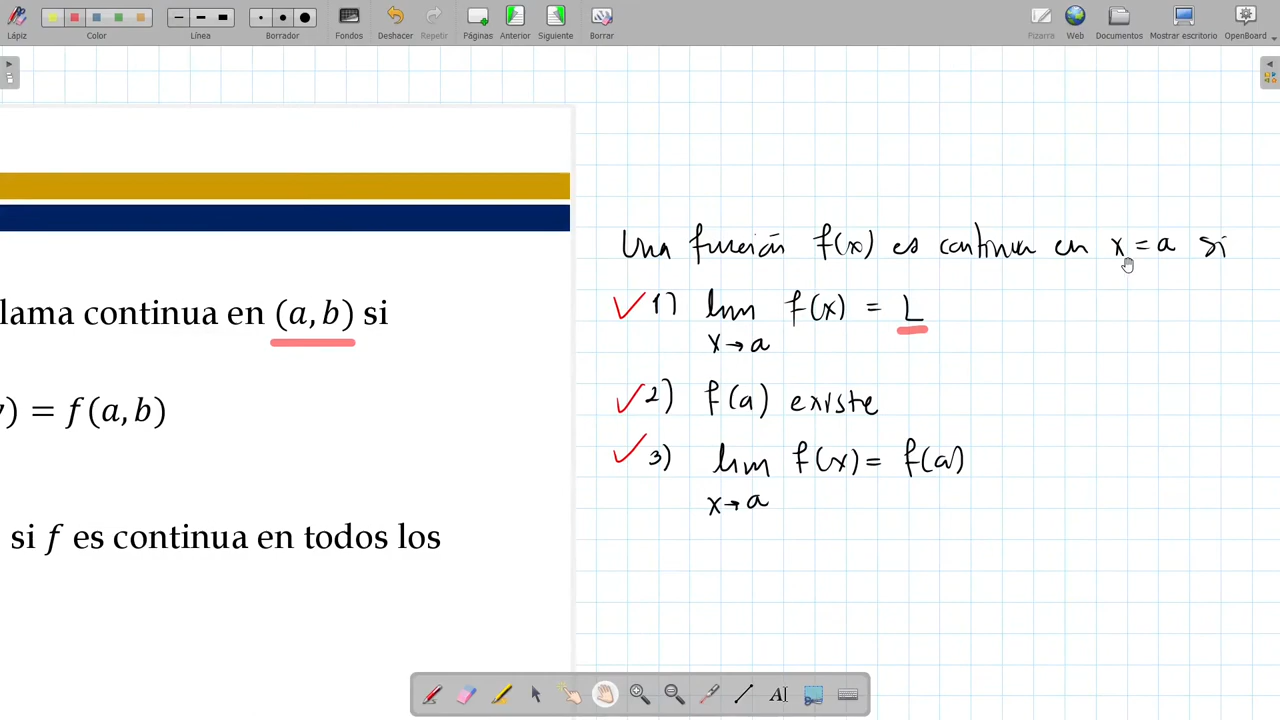 Lápiz Color Línea Borrador Fondos Deshacer Repetir Páginas Anterior Siguiente Borrar Pizarra Web Documentos Mostrar escritorio OpenBoard
Una función f(x) es continua en x = a si
lama continua en (a, b) si
1) lim f(x) = L
x→a
2) f(a) existe
) = f(a, b)
3) lim f(x) = f(a)
x→a
si f es continua en todos los
AI